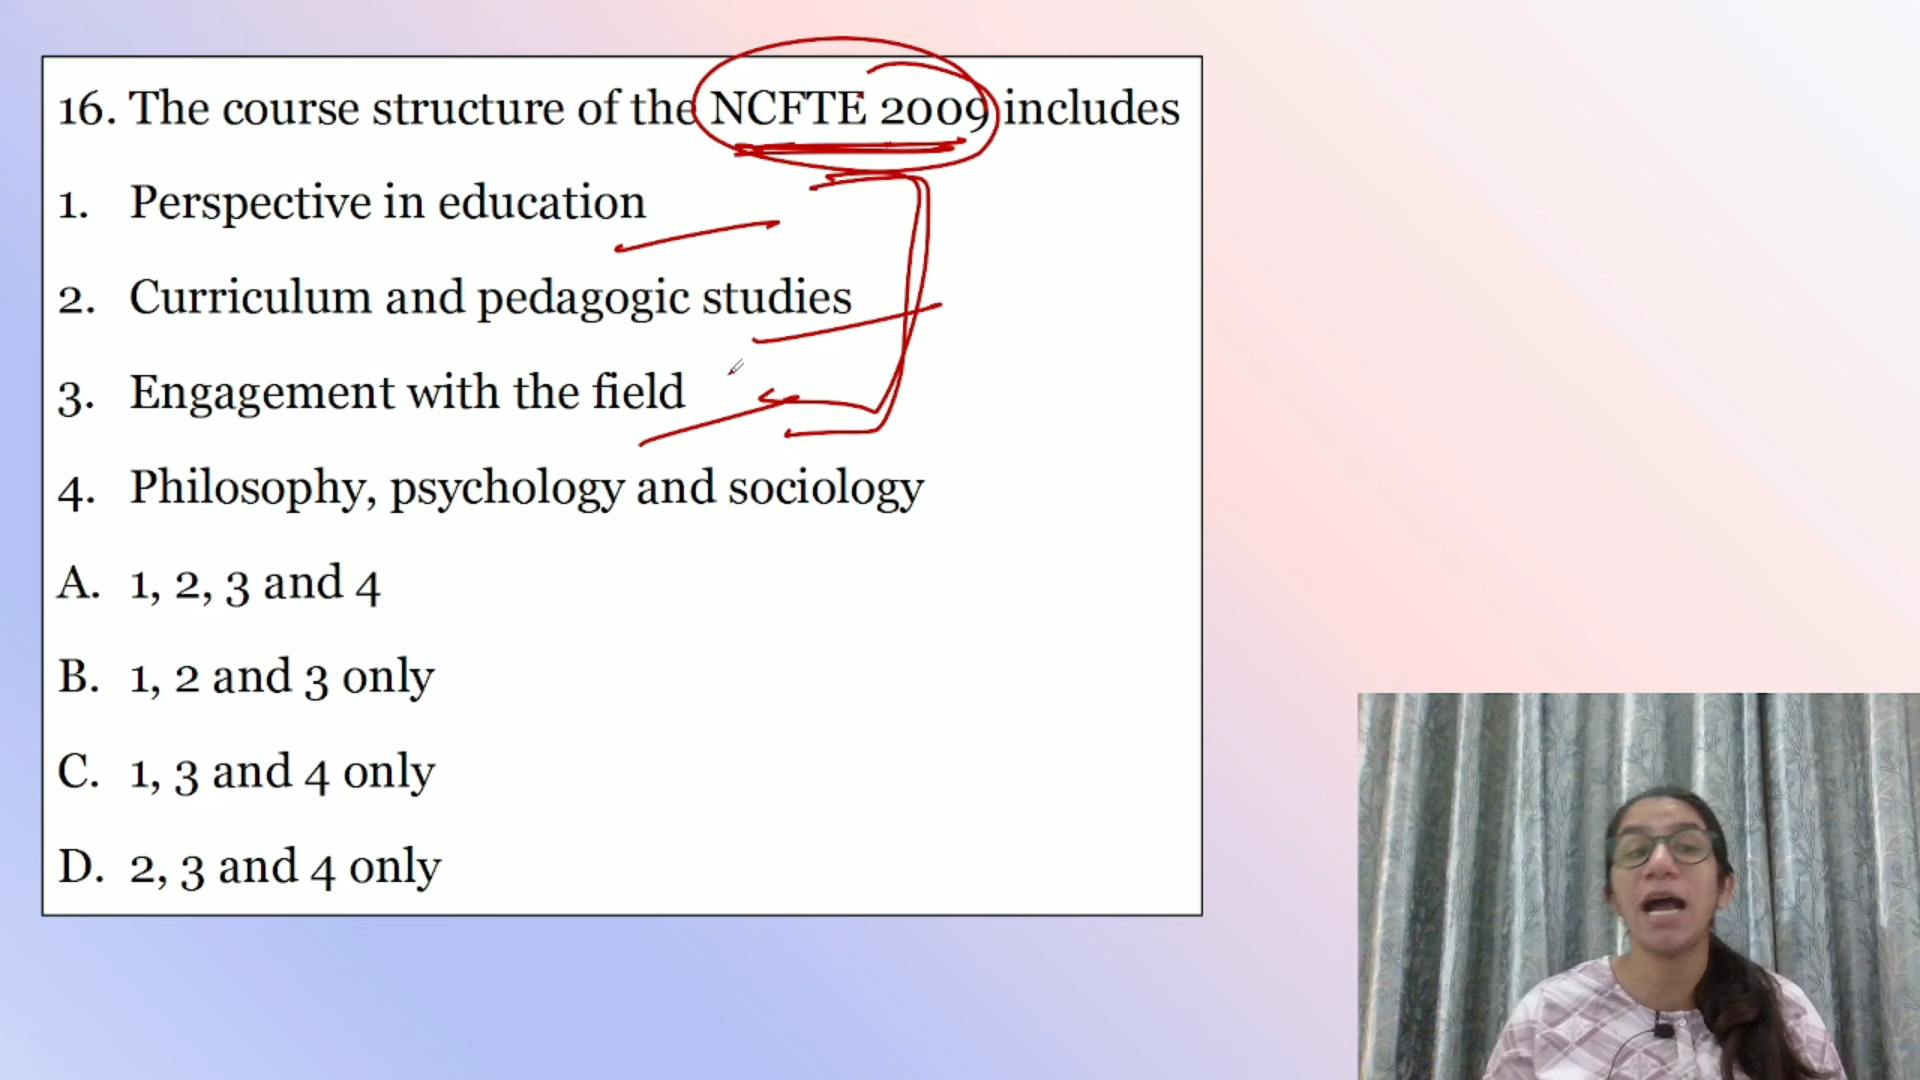 16. The course structure of the NCFTE 2009 includes
1. Perspective in education
2. Curriculum and pedagogic studies
3. Engagement with the field
4. Philosophy, psychology and sociology
A. 1, 2, 3 and 4
B. 1, 2 and 3 only
C. 1, 3 and 4 only
D. 2, 3 and 4 only